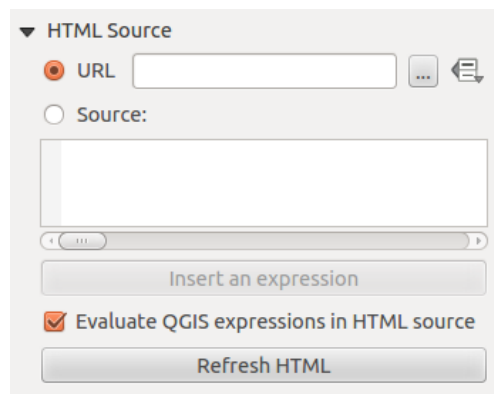 HTML Source
URL ...
Source:
Insert an expression
Evaluate QGIS expressions in HTML source
Refresh HTML